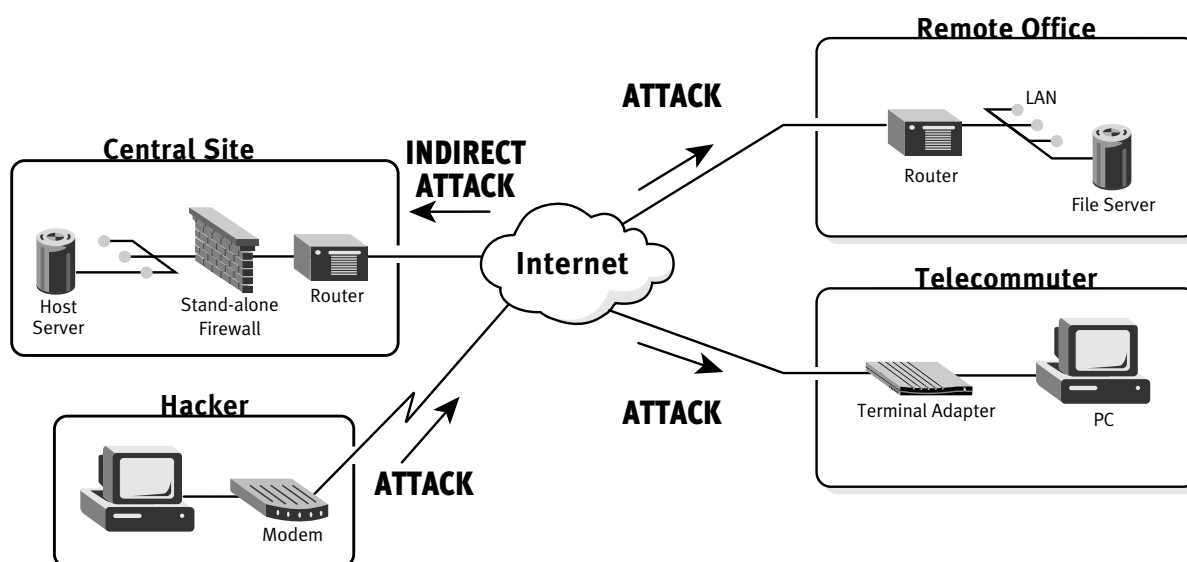 Remote Office
ATTACK
LAN
Router
File Server
Central Site
INDIRECT
ATTACK
Host
Server
Stand-alone
Firewall
Router
Internet
Telecommuter
Terminal Adapter
PC
ATTACK
Hacker
Modem
ATTACK